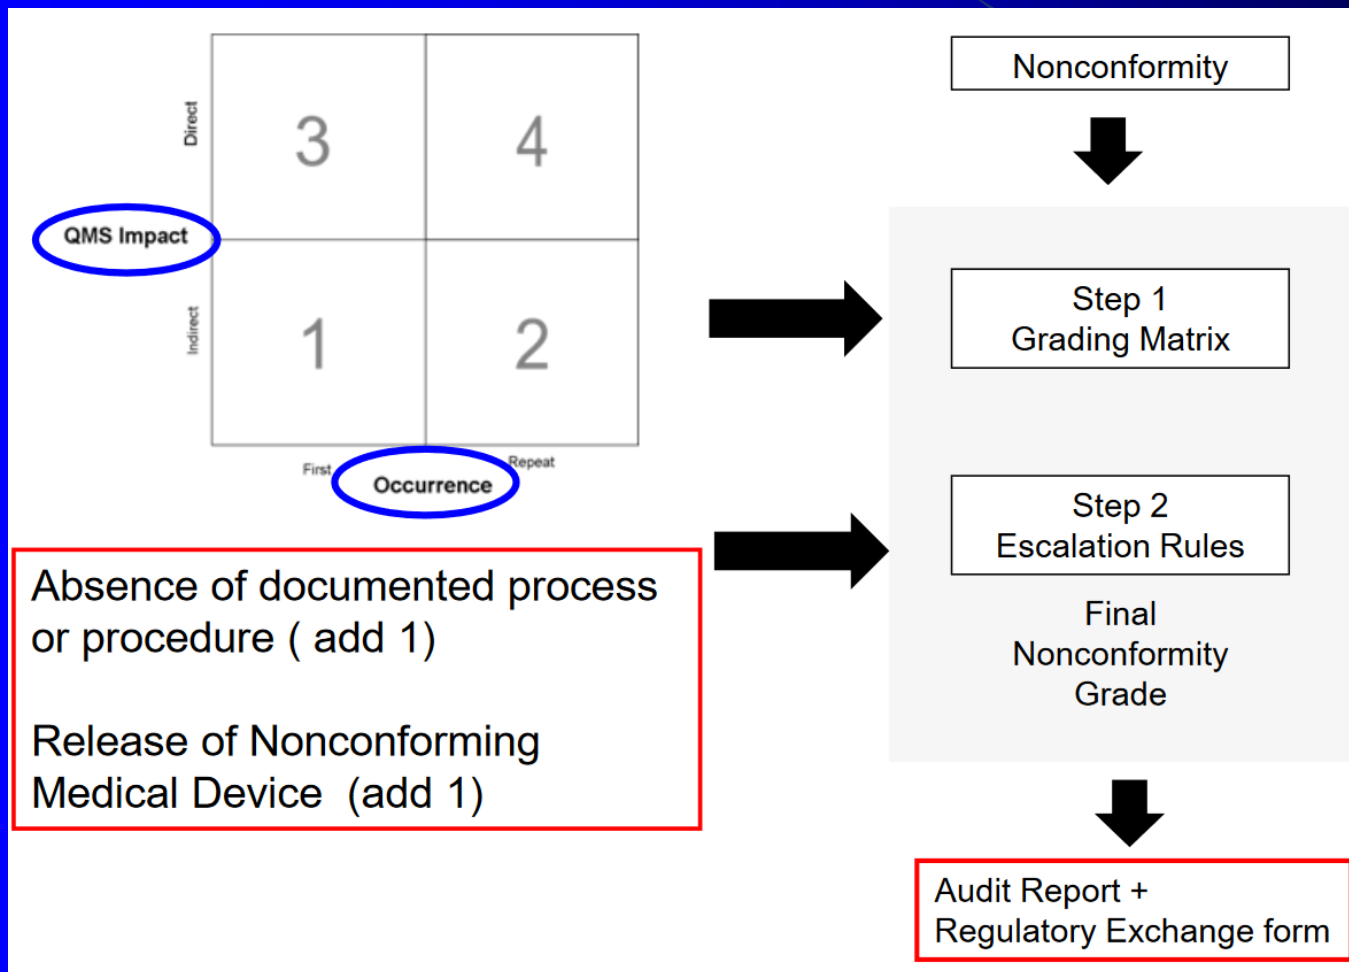 Direct
3
4
QMS Impact
Indirect
1
2
First
Repeat
Occurrence
Absence of documented process
or procedure ( add 1)
Release of Nonconforming
Medical Device (add 1)
Nonconformity
Step 1
Grading Matrix
Step 2
Escalation Rules
Final
Nonconformity
Grade
Audit Report +
Regulatory Exchange form